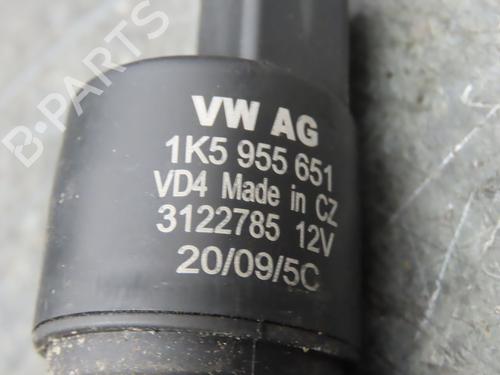 B-PARTS
VW AG
1K5 955 651
VD4 Made in CZ
3122785 12V
20/09/5C